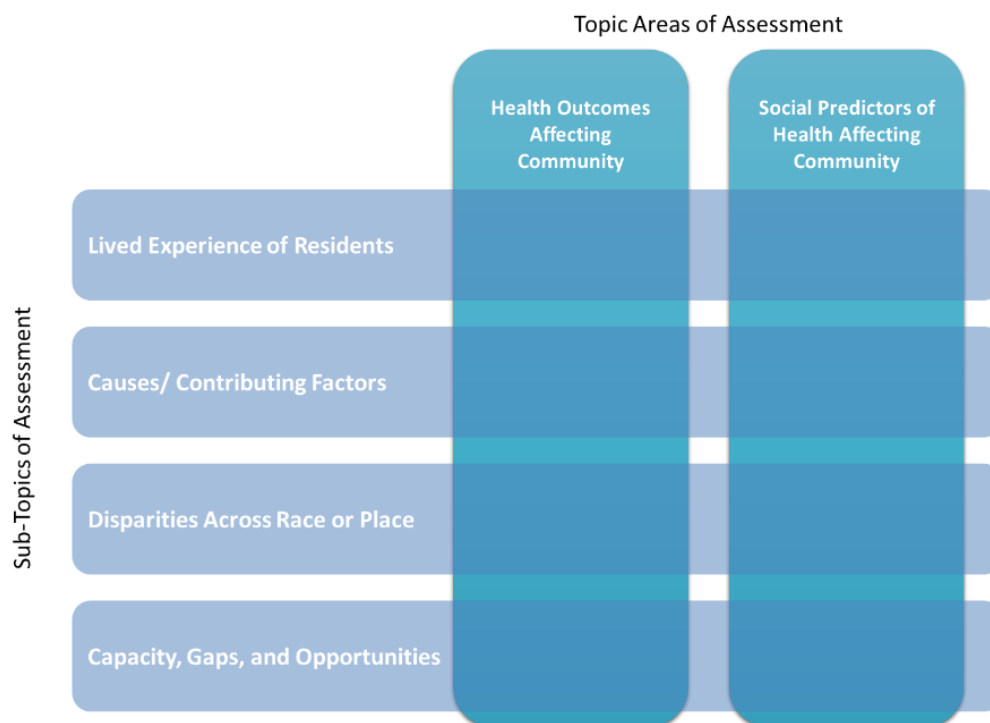 Topic Areas of Assessment
Health Outcomes
Affecting
Community
Social Predictors of
Health Affecting
Community
Sub-Topics of Assessment
Lived Experience of Residents
Causes/ Contributing Factors
Disparities Across Race or Place
Capacity, Gaps, and Opportunities